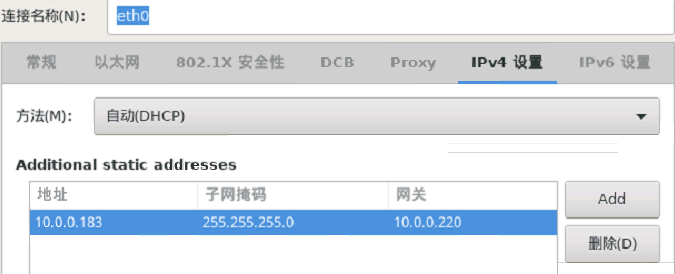 连接名称(N): eth0
常规 以太网 802.1X 安全性 DCB Proxy IPv4 设置 IPv6 设置
方法(M): 自动(DHCP)
Additional static addresses
地址 子网掩码 网关
Add
10.0.0.183 255.255.255.0 10.0.0.220
删除(D)